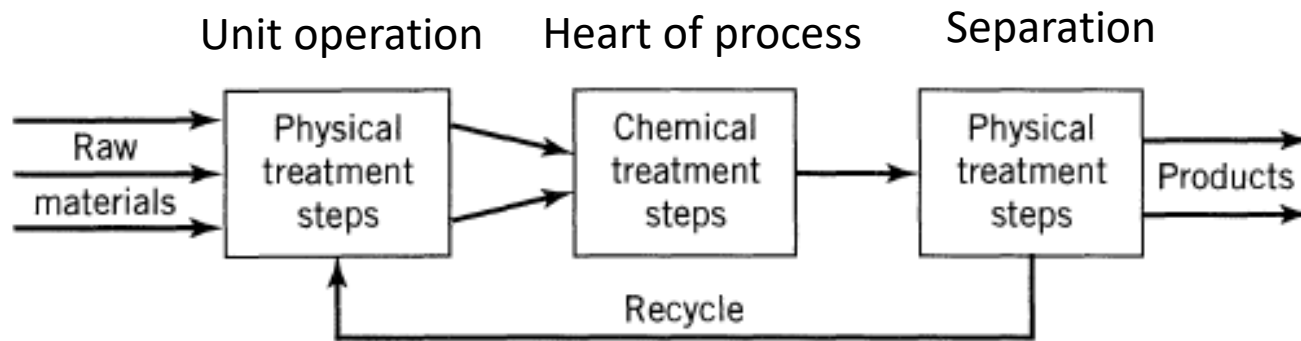 Unit operation
Heart of process
Separation
Raw
materials
Physical
treatment
steps
Chemical
treatment
steps
Physical
treatment
steps
Products
Recycle